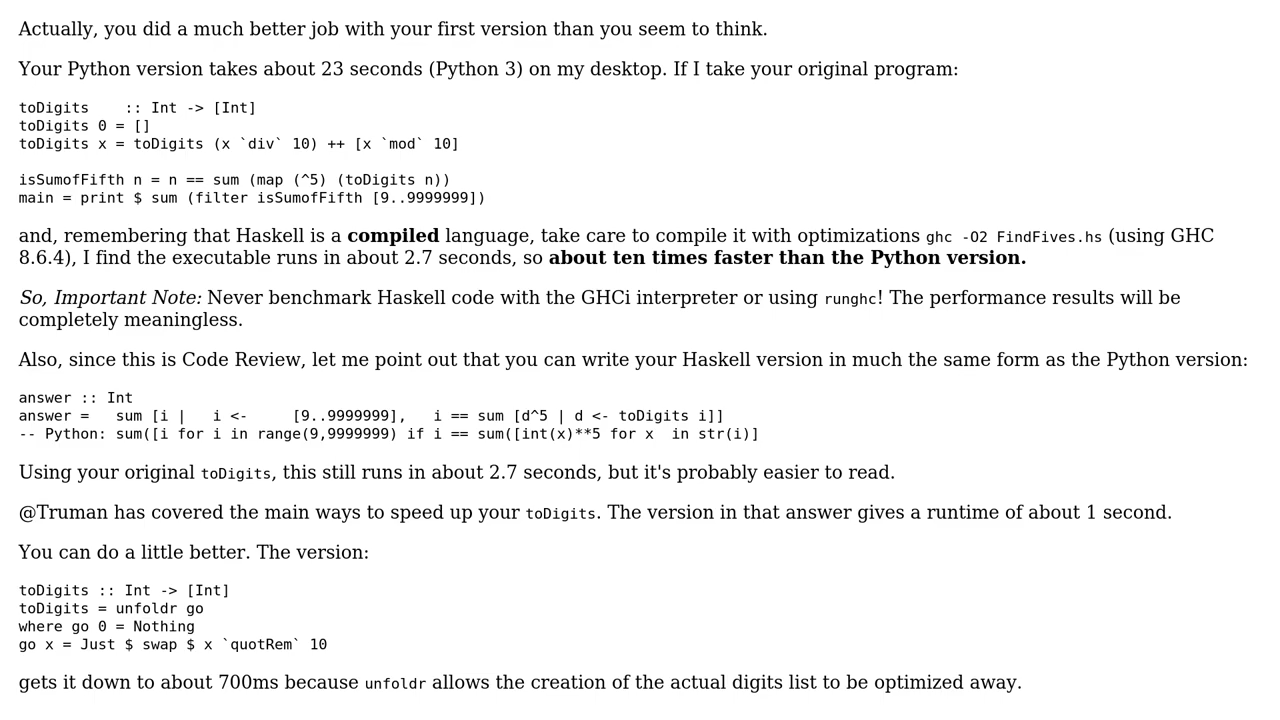 Actually, you did a much better job with your first version than you seem to think.
Your Python version takes about 23 seconds (Python 3) on my desktop. If I take your original program:
toDigits    :: Int -> [Int]
toDigits 0 = []
toDigits x = toDigits (x `div` 10) ++ [x `mod` 10]
isSumofFifth n = n == sum (map (^5) (toDigits n))
main = print $ sum (filter isSumofFifth [9..9999999])
and, remembering that Haskell is a compiled language, take care to compile it with optimizations ghc -O2 FindFives.hs (using GHC
8.6.4), I find the executable runs in about 2.7 seconds, so about ten times faster than the Python version.
So, Important Note: Never benchmark Haskell code with the GHCi interpreter or using runghc! The performance results will be
completely meaningless.
Also, since this is Code Review, let me point out that you can write your Haskell version in much the same form as the Python version:
answer :: Int
answer =   sum [i |   i <-     [9..9999999],   i == sum [d^5 | d <- toDigits i]]
-- Python: sum([i for i in range(9,9999999) if i == sum([int(x)**5 for x  in str(i)]
Using your original toDigits, this still runs in about 2.7 seconds, but it's probably easier to read.
@Truman has covered the main ways to speed up your toDigits. The version in that answer gives a runtime of about 1 second.
You can do a little better. The version:
toDigits :: Int -> [Int]
toDigits = unfoldr go
where go 0 = Nothing
go x = Just $ swap $ x `quotRem` 10
gets it down to about 700ms because unfoldr allows the creation of the actual digits list to be optimized away.